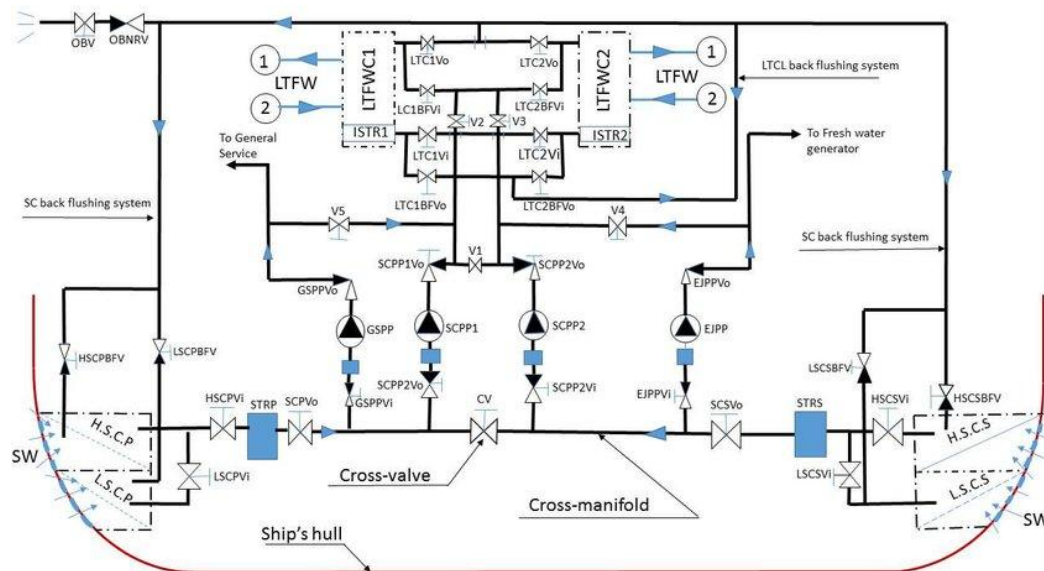 OBV
OBNRV
1
LTFW
2
LTFWC1
ISTR1
LTC1Vo
LTC2Vo
LC1BFVi
LTC2BFVi
V2
V3
LTC1Vi
LTC2Vi
LTC1BFVo
LTC2BFVo
LTFWC2
ISTR2
1
LTFW
2
LTCL back flushing system
To General
Service
To Fresh water
generator
SC back flushing system
SC back flushing system
V5
V4
V1
SCPP1Vo
SCPP2Vo
GSPPVo
EJPPVo
GSPP
SCPP1
SCPP2
EJPP
HSCPBFV
LSCPBFV
LSCSBFV
HSCSBFV
SCPP2Vo
SCPP2Vi
GSPPVi
EJPPVi
HSCPVi
STRP
SCPVo
CV
SCSVo
STRS
HSCSVi
H.S.C.P
L.S.C.P
LSCPVi
LSCSVi
H.S.C.S
L.S.C.S
SW
SW
Cross-valve
Cross-manifold
Ship's hull